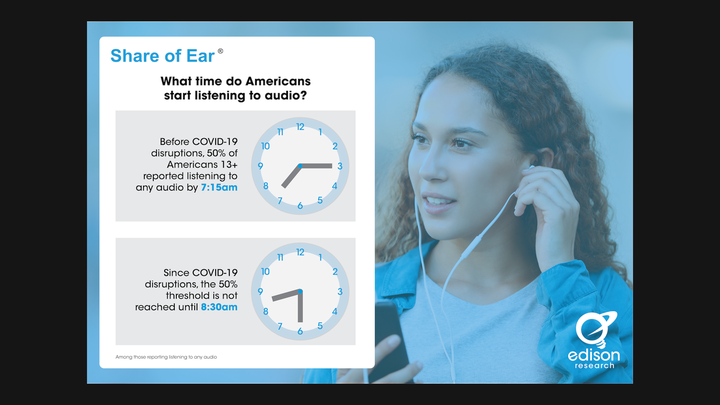 Share of Ear ®
What time do Americans
start listening to audio?
Before COVID-19
disruptions, 50% of
Americans 13+
reported listening to
any audio by 7:15am
12
11 1
10 2
9 3
8 4
7 5
6
Since COVID-19
disruptions, the 50%
threshold is not
reached until 8:30am
12
11 1
10 2
9 3
8 4
7 5
6
Among those reporting listening to any audio
edison
research